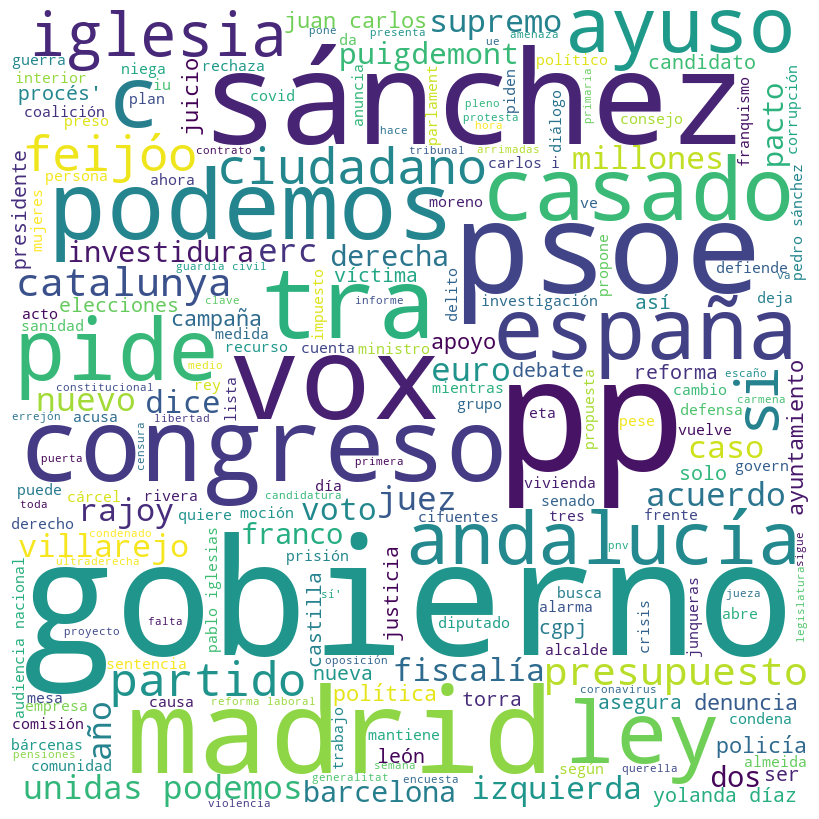 iglesia
juan carlos
da
pone
presenta
ue
amenaza
supremo
ayuso
guerra
niega
rechaza
puigdemont
político
candidato
interior
iu
covid
anuncia
procés'
plan
c
sánchez
parlament
protesta
piden
diálogo
primaria
consejo
franquismo
pacto
corrupción
coalición
preso
juicio
pleno
hace
hora
feijóo
contrato
tribunal
arrimadas
ciudadano
millones
persona
ahora
carlos i
presidente
mujeres
podemos
moreno
casado
ve
pedro sánchez
investidura
erc
derecha
psoe
propone
defiende
va
guardia civil
catalunya
víctima
delito
investigación
así
deja
elecciones
clave
tra
impuesto
informe
acto
sanidad
campaña
medida
apoyo
españa
pide
recurso
cuenta
ministro
debate
reforma
escaño
constitucional
medio
vox
euro
mientras
propuesta
cambio
carmena
si
nuevo
dice
rey
lista
grupo
pp
pese
defensa
ayuntamiento
errejón
acusa
libertad
eta
vuelve
congreso
censura
puerta
primera
caso
vivienda
govern
puede
cárcel
rivera
día
candidatura
juez
solo
toda
rajoy
quiere
moción
voto
senado
acuerdo
derecho
cifuentes
tres
frente
condenado
franco
andalucía
villarejo
prisión
pnv
sigue
ultraderecha
gobierno
pablo iglesias
sí'
castilla
justicia
busca
jueza
alarma
legislatura
falta
diputado
cgpj
crisis
junqueras
abre
proyecto
alcalde
audiencia nacional
sentencia
nueva
oposición
partido
fiscalía
presupuesto
mesa
política
coronavirus
empresa
año
causa
reforma laboral
torra
asegura
denuncia
comisión
madrid
ley
condena
trabajo
mantiene
bárcenas
león
policía
pensiones
comunidad
semana
según
querella
almeida
dos
ser
generalitat
encuesta
unidas podemos
barcelona
izquierda
yolanda díaz
violencia